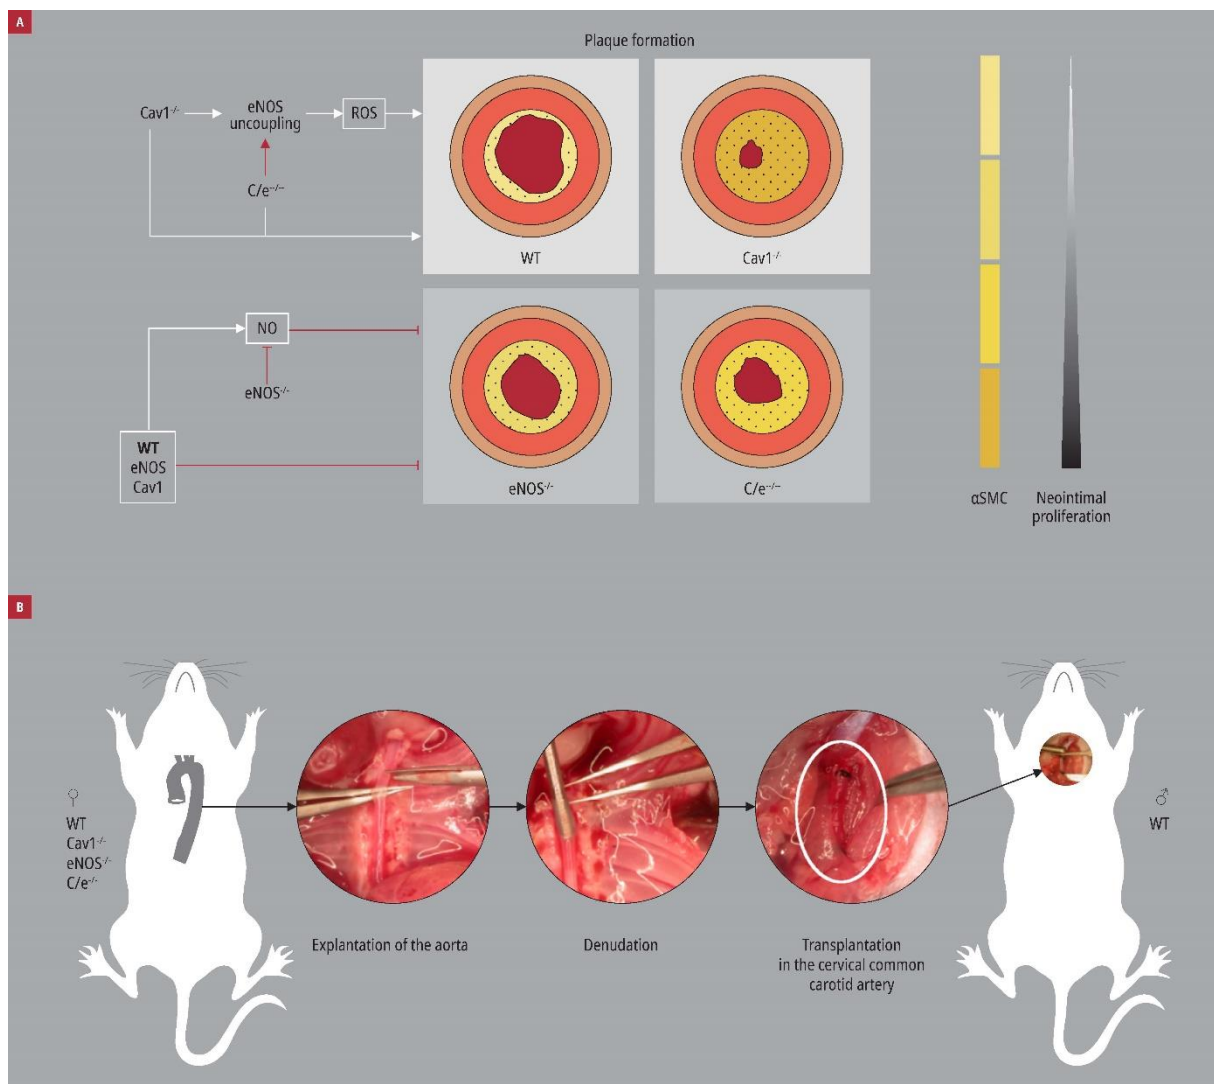 A
Plaque formation
Cav1-/-
eNOS
uncoupling
ROS
C/e--/--
WT
Cav1-/-
NO
eNOS-/-
WT
eNOS
Cav1
eNOS-/-
C/e--/--
αSMC
Neointimal
proliferation
B
♀
WT
Cav1-/-
eNOS-/-
C/e-/-
Explantation of the aorta
Denudation
Transplantation
in the cervical common
carotid artery
♂
WT